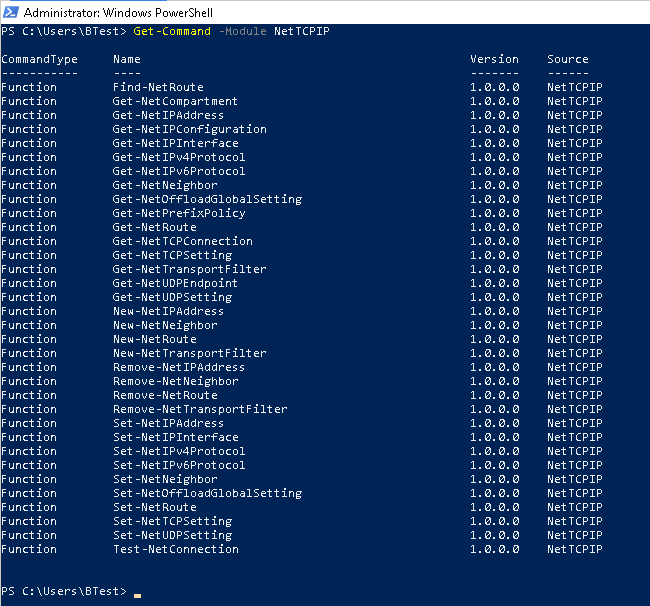 Administrator: Windows PowerShell
PS C:\Users\BTest> Get-Command -Module NetTCPIP
CommandType Name Version Source
----------- ---- ------- ------
Function Find-NetRoute 1.0.0.0 NetTCPIP
Function Get-NetCompartment 1.0.0.0 NetTCPIP
Function Get-NetIPAddress 1.0.0.0 NetTCPIP
Function Get-NetIPConfiguration 1.0.0.0 NetTCPIP
Function Get-NetIPInterface 1.0.0.0 NetTCPIP
Function Get-NetIPv4Protocol 1.0.0.0 NetTCPIP
Function Get-NetIPv6Protocol 1.0.0.0 NetTCPIP
Function Get-NetNeighbor 1.0.0.0 NetTCPIP
Function Get-NetOffloadGlobalSetting 1.0.0.0 NetTCPIP
Function Get-NetPrefixPolicy 1.0.0.0 NetTCPIP
Function Get-NetRoute 1.0.0.0 NetTCPIP
Function Get-NetTCPConnection 1.0.0.0 NetTCPIP
Function Get-NetTCPSetting 1.0.0.0 NetTCPIP
Function Get-NetTransportFilter 1.0.0.0 NetTCPIP
Function Get-NetUDPEndpoint 1.0.0.0 NetTCPIP
Function Get-NetUDPSetting 1.0.0.0 NetTCPIP
Function New-NetIPAddress 1.0.0.0 NetTCPIP
Function New-NetNeighbor 1.0.0.0 NetTCPIP
Function New-NetRoute 1.0.0.0 NetTCPIP
Function New-NetTransportFilter 1.0.0.0 NetTCPIP
Function Remove-NetIPAddress 1.0.0.0 NetTCPIP
Function Remove-NetNeighbor 1.0.0.0 NetTCPIP
Function Remove-NetRoute 1.0.0.0 NetTCPIP
Function Remove-NetTransportFilter 1.0.0.0 NetTCPIP
Function Set-NetIPAddress 1.0.0.0 NetTCPIP
Function Set-NetIPInterface 1.0.0.0 NetTCPIP
Function Set-NetIPv4Protocol 1.0.0.0 NetTCPIP
Function Set-NetIPv6Protocol 1.0.0.0 NetTCPIP
Function Set-NetNeighbor 1.0.0.0 NetTCPIP
Function Set-NetOffloadGlobalSetting 1.0.0.0 NetTCPIP
Function Set-NetRoute 1.0.0.0 NetTCPIP
Function Set-NetTCPSetting 1.0.0.0 NetTCPIP
Function Set-NetUDPSetting 1.0.0.0 NetTCPIP
Function Test-NetConnection 1.0.0.0 NetTCPIP
PS C:\Users\BTest> _